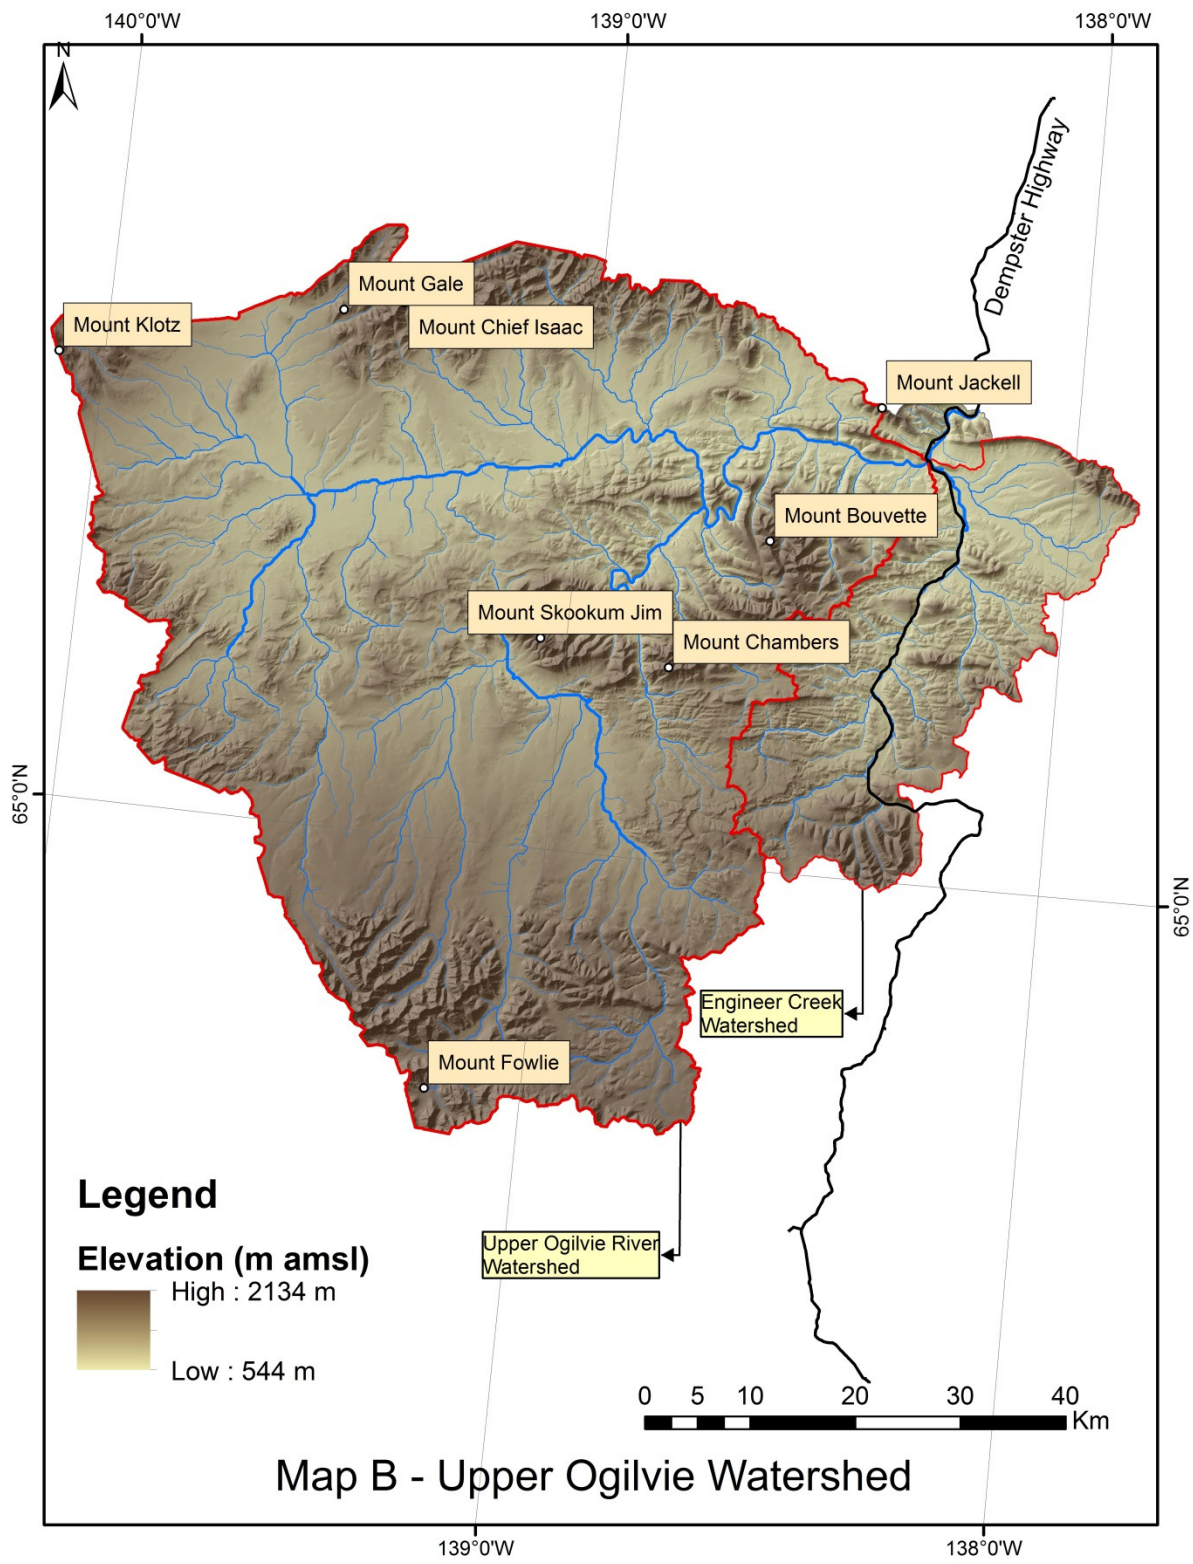 140°0'W
139°0'W
138°0'W
N
Dempster Highway
Mount Gale
Mount Klotz
Mount Chief Isaac
Mount Jackell
Mount Bouvette
Mount Skookum Jim
Mount Chambers
65°0'N
65°0'N
Engineer Creek
Watershed
Mount Fowlie
Legend
Upper Ogilvie River
Watershed
Elevation (m amsl)
High : 2134 m
Low : 544 m
0 5 10 20 30 40
Km
Map B - Upper Ogilvie Watershed
139°0'W
138°0'W